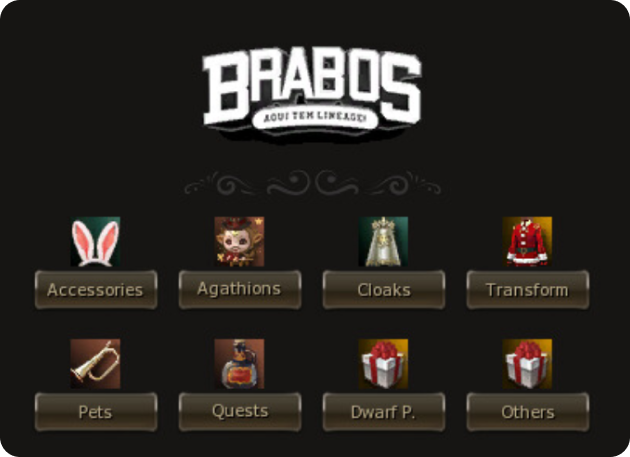 BRABOS
AQUI TEM LINEAGE!
Accessories Agathions Cloaks Transform
Pets Quests Dwarf P. Others